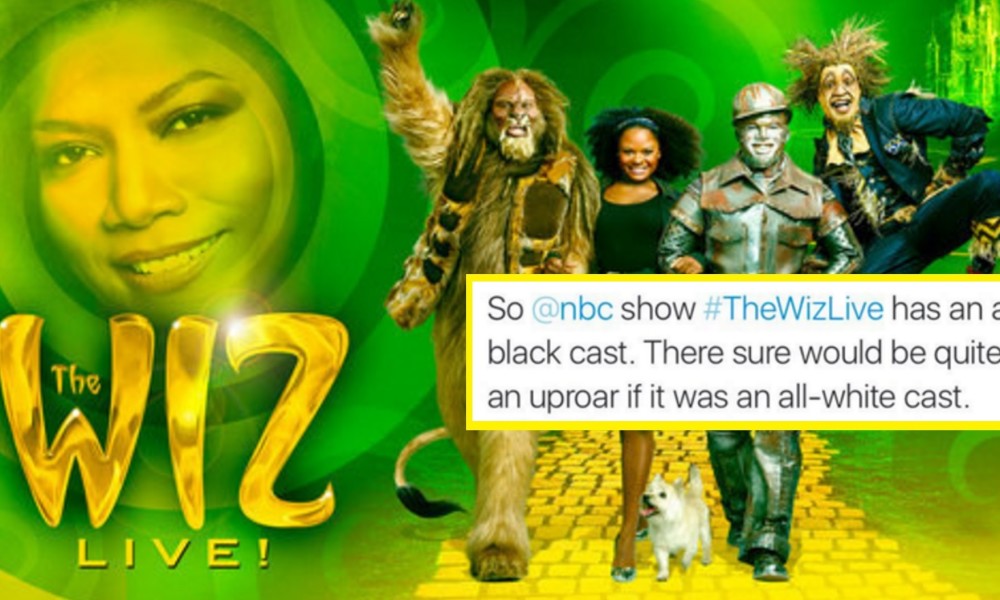 The
WIZ
LIVE!
So @nbc show #TheWizLive has an a
black cast. There sure would be quite
an uproar if it was an all-white cast.